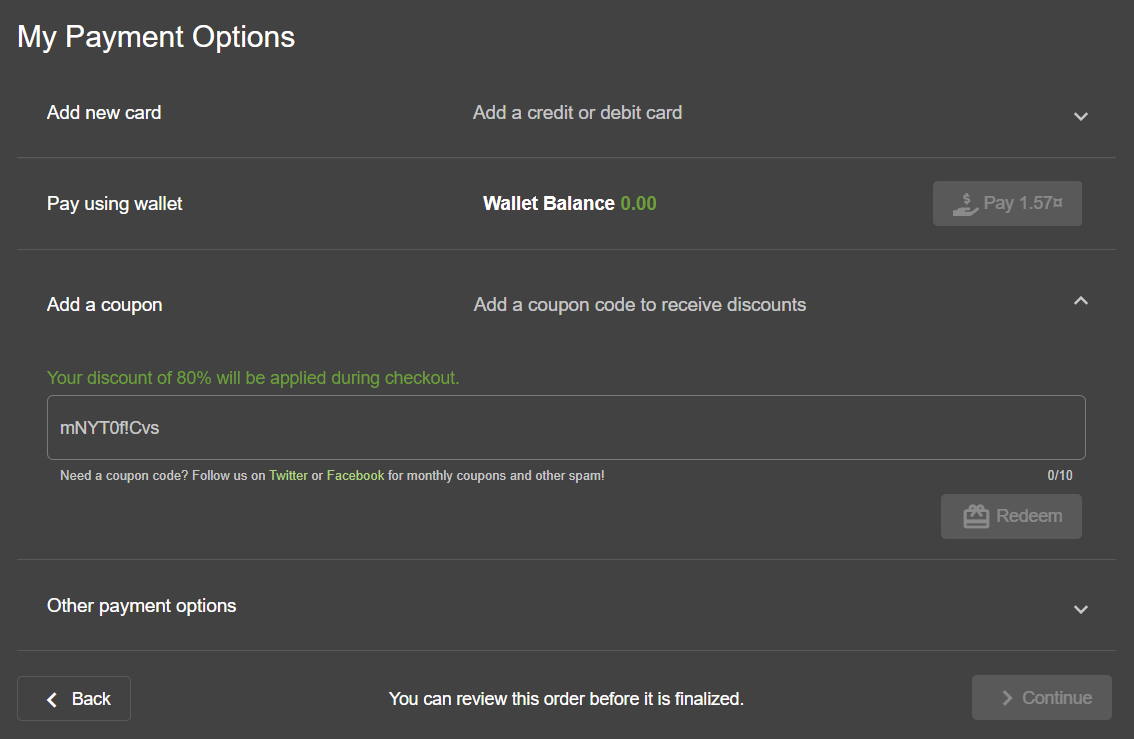 My Payment Options
Add new card Add a credit or debit card
Pay using wallet Wallet Balance 0.00 Pay 1.57¤
Add a coupon Add a coupon code to receive discounts
Your discount of 80% will be applied during checkout.
mNYT0f!Cvs
Need a coupon code? Follow us on Twitter or Facebook for monthly coupons and other spam! 0/10
Redeem
Other payment options
Back You can review this order before it is finalized. Continue